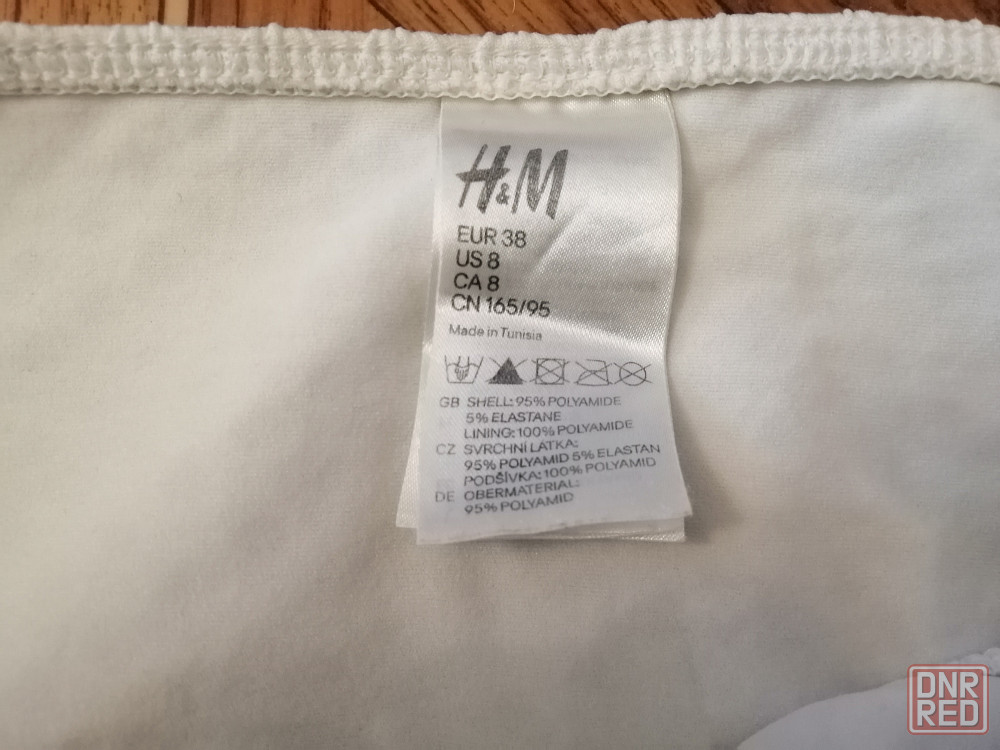 H&M
EUR 38
US 8
CA 8
CN 165/95
Made in Tunisia
GB SHELL: 95% POLYAMIDE
5% ELASTANE
LINING: 100% POLYAMIDE
CZ SVRCHNÍ LÁTKA:
95% POLYAMID 5% ELASTAN
PODŠÍVKA: 100% POLYAMID
DE OBERMATERIAL:
95% POLYAMID
DNR
RED